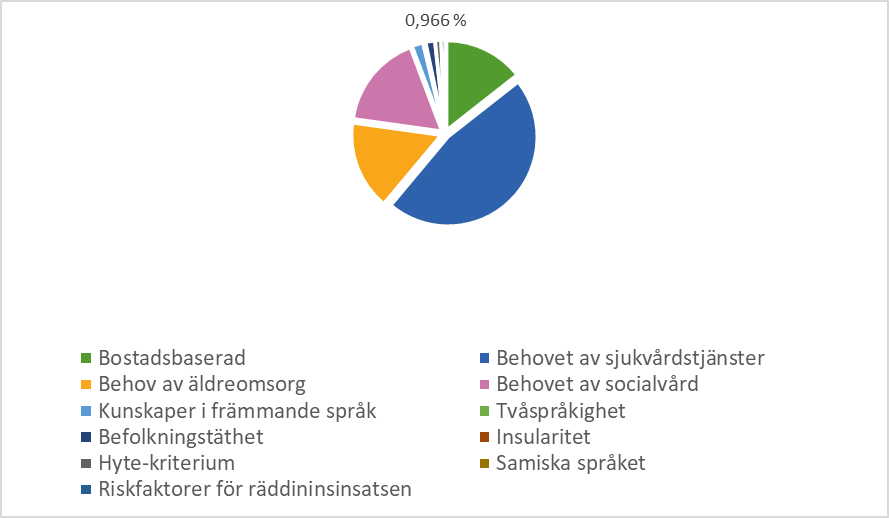 0,966 %
Bostadsbaserad
Behovet av sjukvårdstjänster
Behov av äldreomsorg
Behovet av socialvård
Kunskaper i främmande språk
Tvåspråkighet
Befolkningstäthet
Insularitet
Hyte-kriterium
Samiska språket
Riskfaktorer för räddininsinsatsen